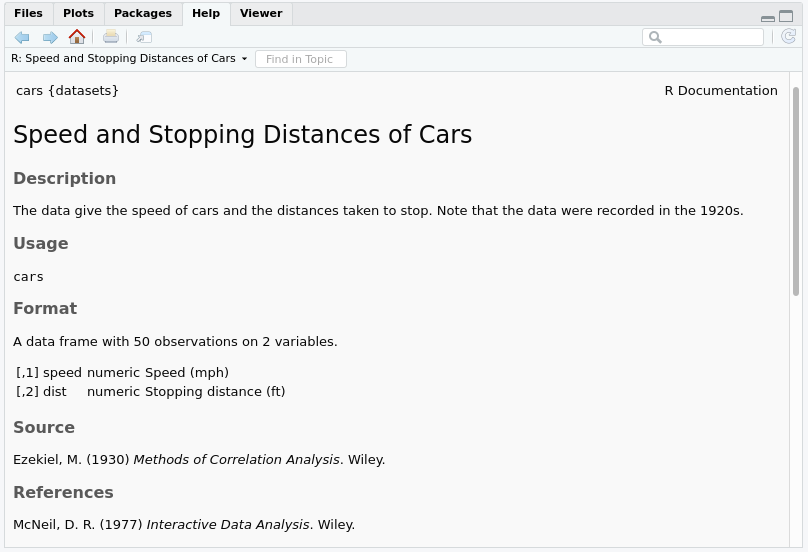 Files Plots Packages Help Viewer
R: Speed and Stopping Distances of Cars Find in Topic
cars {datasets} R Documentation
Speed and Stopping Distances of Cars
Description
The data give the speed of cars and the distances taken to stop. Note that the data were recorded in the 1920s.
Usage
cars
Format
A data frame with 50 observations on 2 variables.
[,1] speed numeric Speed (mph)
[,2] dist numeric Stopping distance (ft)
Source
Ezekiel, M. (1930) Methods of Correlation Analysis. Wiley.
References
McNeil, D. R. (1977) Interactive Data Analysis. Wiley.